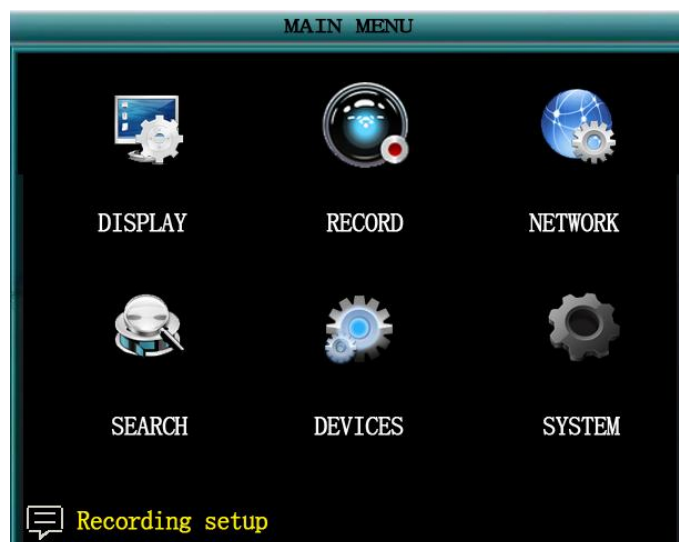 MAIN MENU
DISPLAY RECORD NETWORK
SEARCH DEVICES SYSTEM
Recording setup